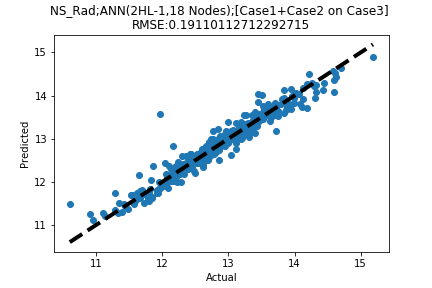 NS_Rad;ANN(2HL-1,18 Nodes);[Case1+Case2 on Case3]
RMSE:0.19110112712292715
15
14
13
12
11
Predicted
11 12 13 14 15
Actual